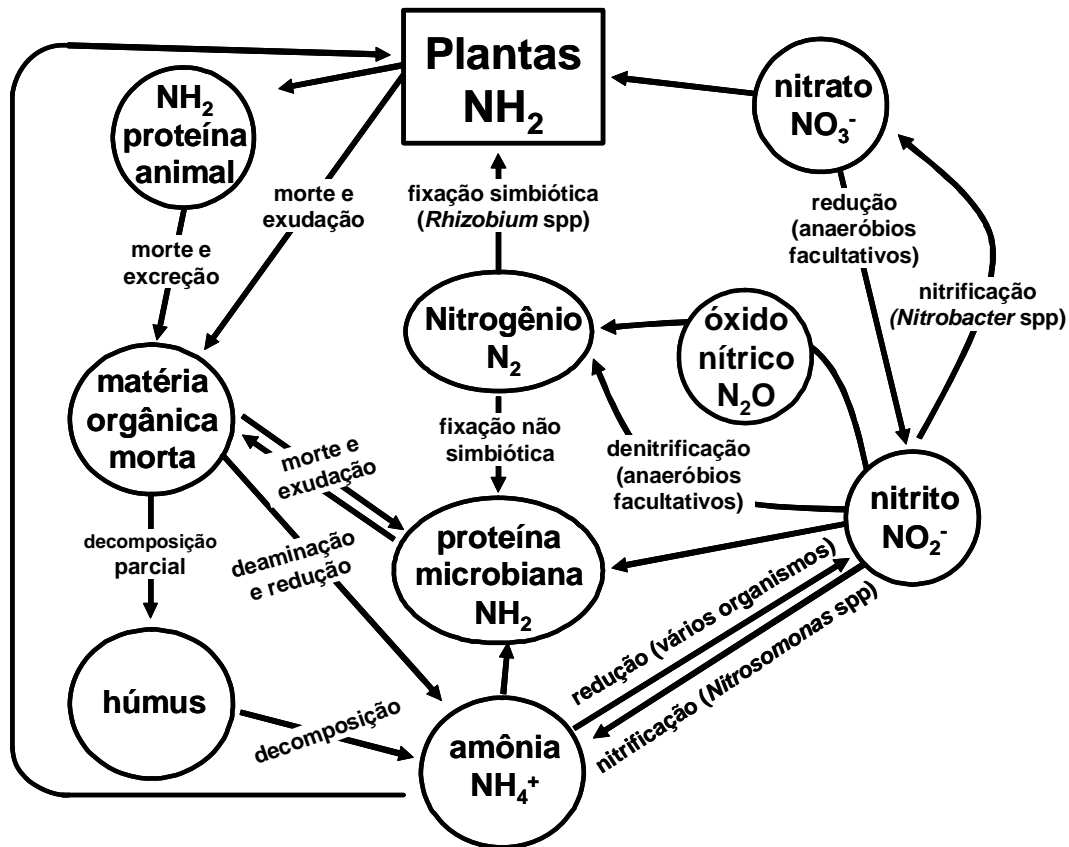 Plantas
NH₂
NH₂
proteína
animal
nitrato
NO₃⁻
morte e
exudação
fixação simbiótica
(Rhizobium spp)
redução
(anaeróbios
facultativos)
morte e
excreção
nitrificação
(Nitrobacter spp)
Nitrogênio
N₂
óxido
nítrico
N₂O
matéria
orgânica
morta
fixação não
simbiótica
morte e
exudação
denitrificação
(anaeróbios
facultativos)
nitrito
NO₂⁻
decomposição
parcial
deaminação
e redução
proteína
microbiana
NH₂
redução (vários organismos)
nitrificação (Nitrosomonas spp)
húmus
decomposição
amônia
NH₄⁺